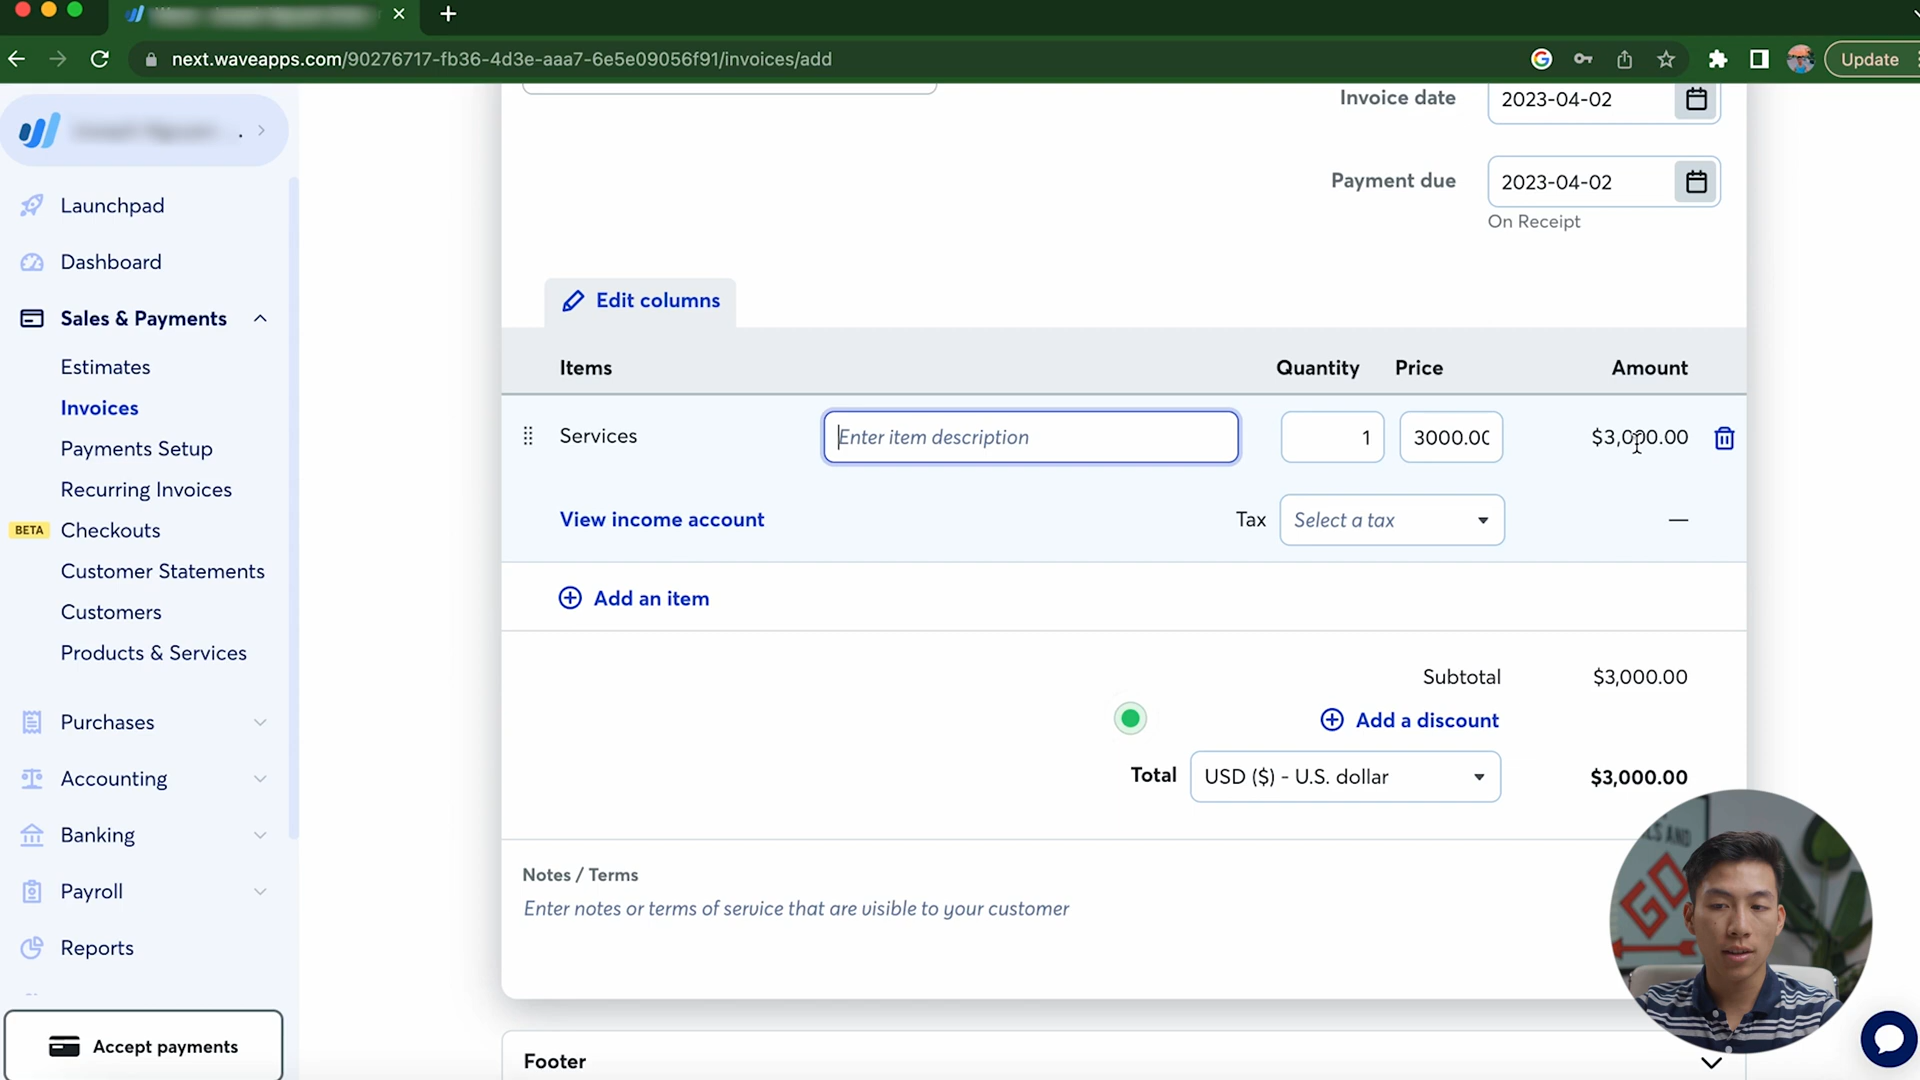 next.waveapps.com/90276717-fb36-4d3e-aaa7-6e5e09056f91/invoices/add
Update
Launchpad
Dashboard
Sales & Payments
Estimates
Invoices
Payments Setup
Recurring Invoices
BETA Checkouts
Customer Statements
Customers
Products & Services
Purchases
Accounting
Banking
Payroll
Reports
Accept payments
Invoice date 2023-04-02
Payment due 2023-04-02
On Receipt
Edit columns
Items Quantity Price Amount
Services Enter item description 1 3000.00 $3,000.00
View income account Tax Select a tax —
Add an item
Subtotal $3,000.00
Add a discount
Total USD ($) - U.S. dollar $3,000.00
Notes / Terms
Enter notes or terms of service that are visible to your customer
Footer